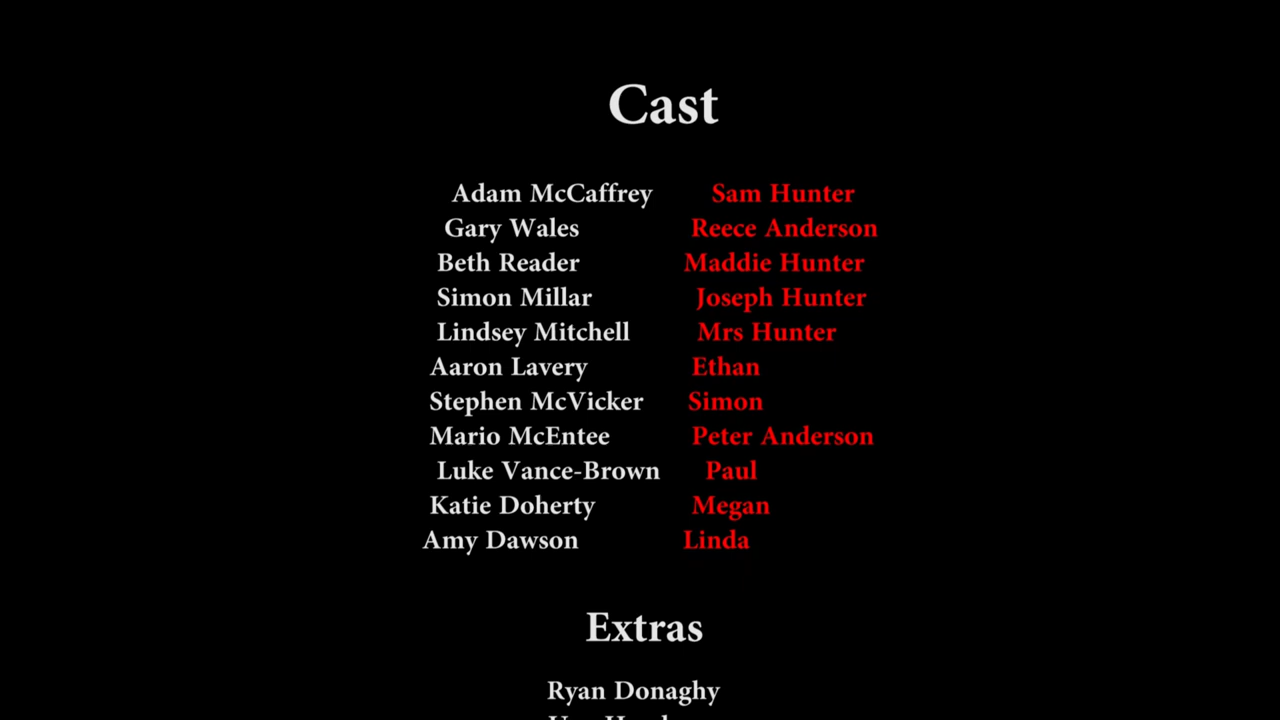 Cast
Adam McCaffrey Sam Hunter
Gary Wales Reece Anderson
Beth Reader Maddie Hunter
Simon Millar Joseph Hunter
Lindsey Mitchell Mrs Hunter
Aaron Lavery Ethan
Stephen McVicker Simon
Mario McEntee Peter Anderson
Luke Vance-Brown Paul
Katie Doherty Megan
Amy Dawson Linda
Extras
Ryan Donaghy